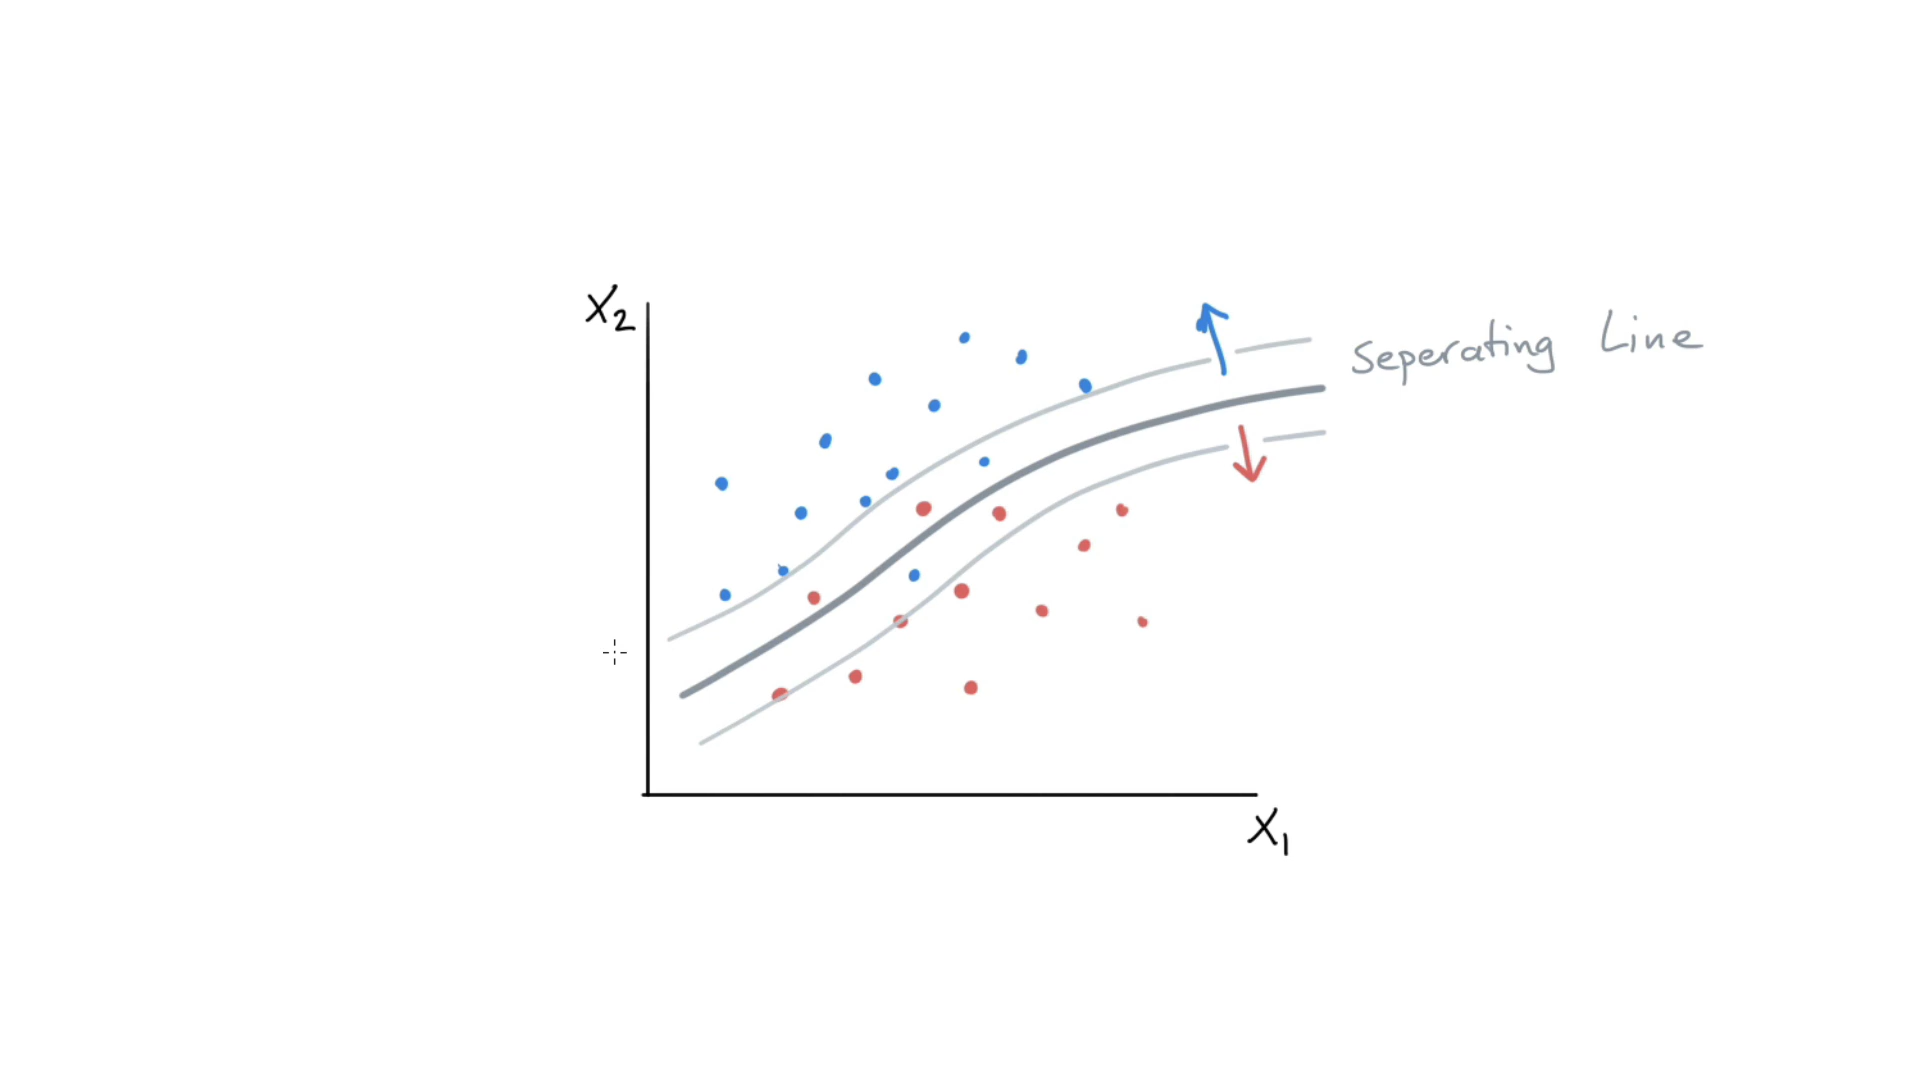 X₂
Seperating Line
X₁